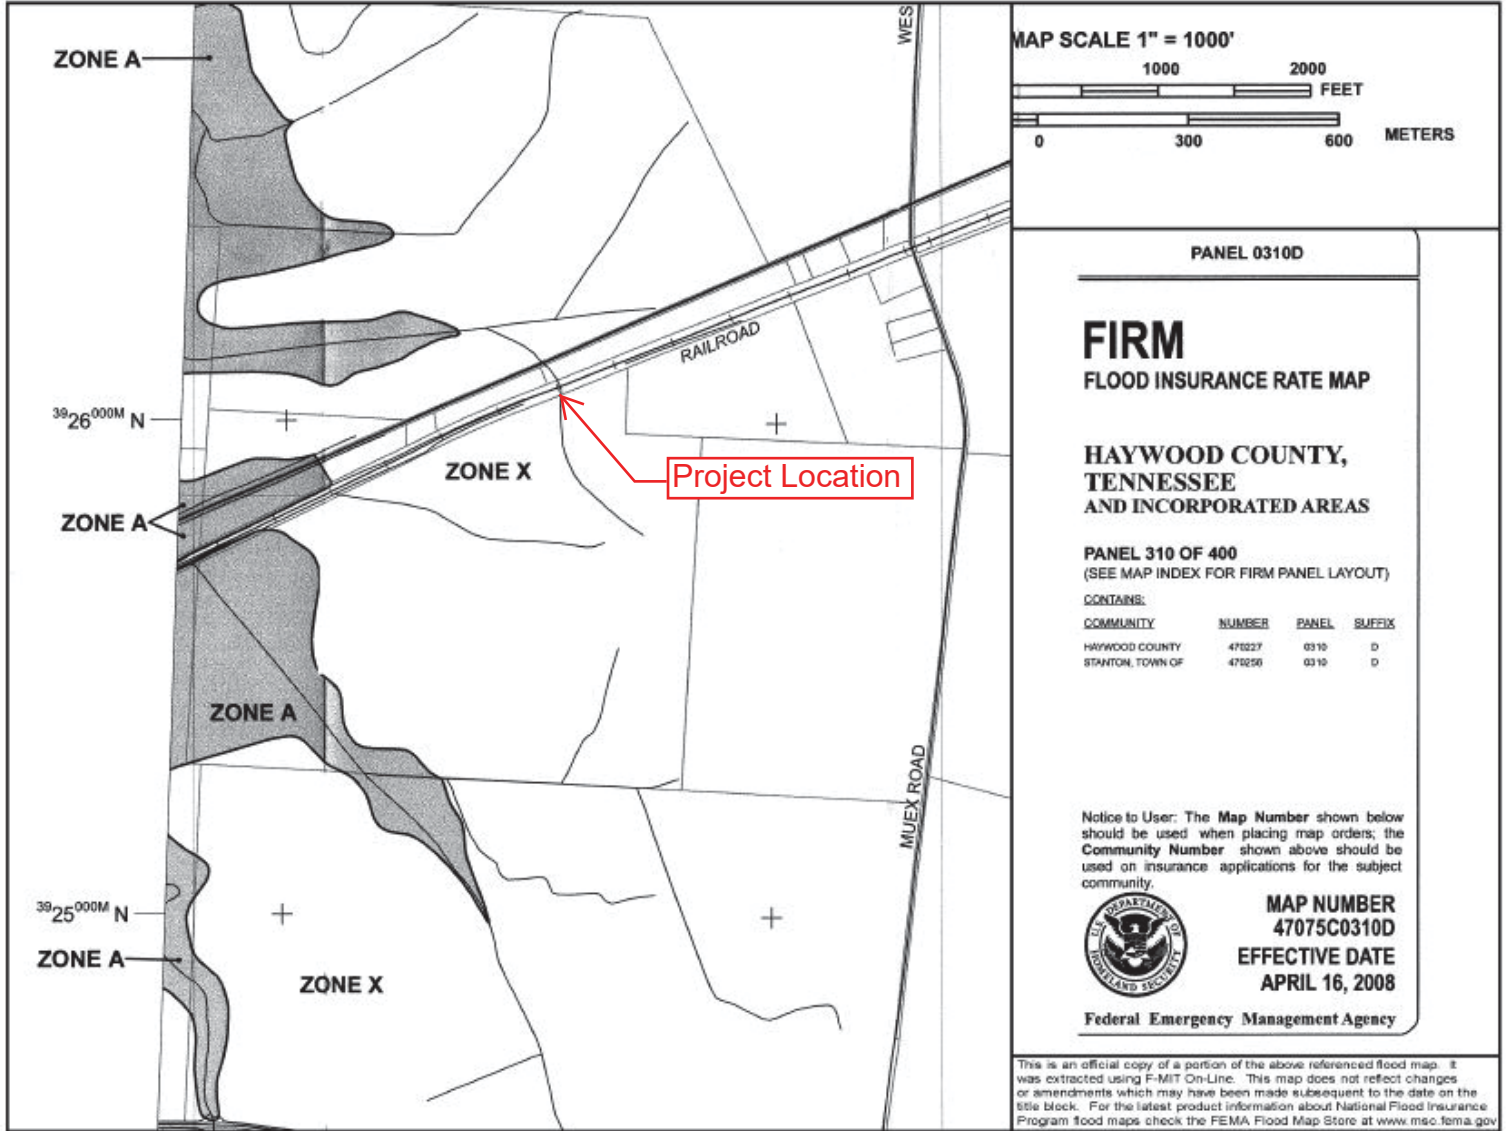 ZONE A
WES
RAILROAD
3926000M N
ZONE X
Project Location
ZONE A
ZONE A
MUEX ROAD
3925000M N
ZONE A
ZONE X
MAP SCALE 1" = 1000'
1000 2000
FEET
METERS
0 300 600
PANEL 0310D
FIRM
FLOOD INSURANCE RATE MAP
HAYWOOD COUNTY,
TENNESSEE
AND INCORPORATED AREAS
PANEL 310 OF 400
(SEE MAP INDEX FOR FIRM PANEL LAYOUT)
CONTAINS:
COMMUNITY NUMBER PANEL SUFFIX
HAYWOOD COUNTY 470227 0310 D
STANTON, TOWN OF 470258 0310 D
Notice to User: The Map Number shown below
should be used when placing map orders; the
Community Number shown above should be
used on insurance applications for the subject
community.
U.S. DEPARTMENT OF
HOMELAND SECURITY
MAP NUMBER
47075C0310D
EFFECTIVE DATE
APRIL 16, 2008
Federal Emergency Management Agency
This is an official copy of a portion of the above referenced flood map. It
was extracted using F-MIT On-Line. This map does not reflect changes
or amendments which may have been made subsequent to the date on the
title block. For the latest product information about National Flood Insurance
Program flood maps check the FEMA Flood Map Store at www.msc.fema.gov